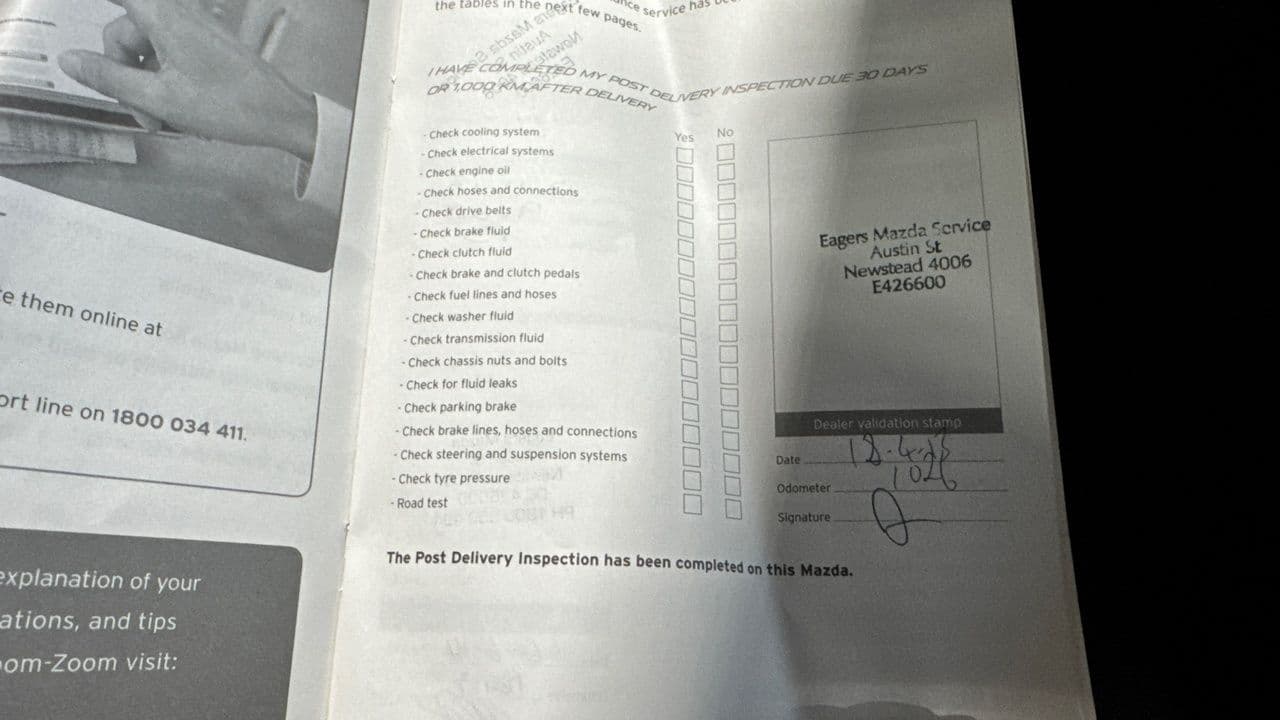 the tables in the next few pages.
service has
I HAVE COMPLETED MY POST DELIVERY INSPECTION DUE 30 DAYS
OR 1,000 KM AFTER DELIVERY
Yes No
- Check cooling system
- Check electrical systems
- Check engine oil
- Check hoses and connections
- Check drive belts
- Check brake fluid
- Check clutch fluid
- Check brake and clutch pedals
- Check fuel lines and hoses
- Check washer fluid
- Check transmission fluid
- Check chassis nuts and bolts
- Check for fluid leaks
- Check parking brake
- Check brake lines, hoses and connections
- Check steering and suspension systems
- Check tyre pressure
- Road test
Eagers Mazda Service
Austin St
Newstead 4006
E426600
Dealer validation stamp
Date
Odometer 1026
Signature
The Post Delivery Inspection has been completed on this Mazda.
them online at
line on 1800 034 411.
explanation of your
and tips
visit: